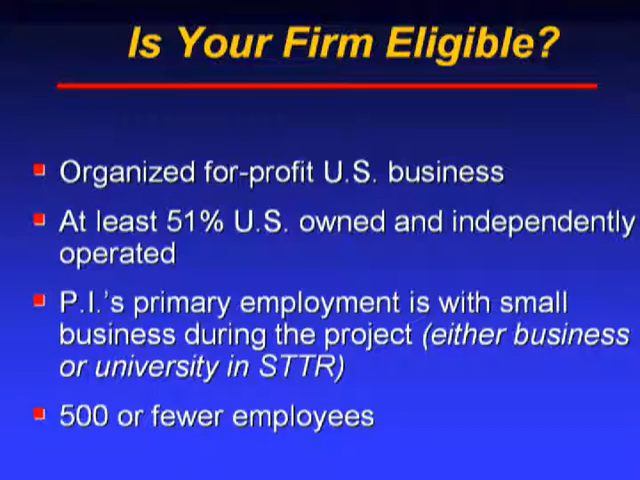 Is Your Firm Eligible?
Organized for-profit U.S. business
At least 51% U.S. owned and independently
operated
P.I.'s primary employment is with small
business during the project (either business
or university in STTR)
500 or fewer employees